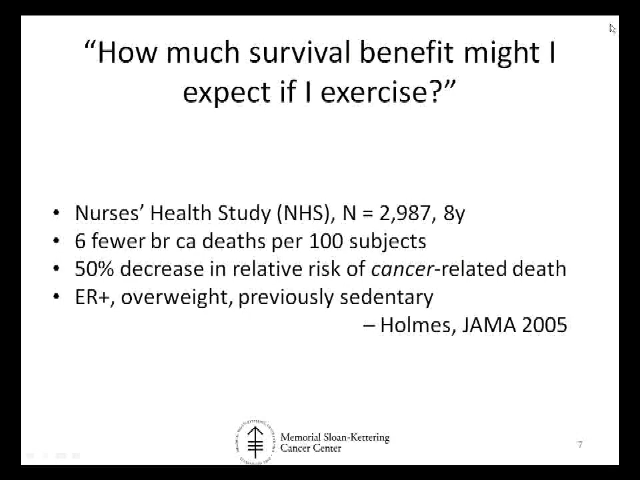 “How much survival benefit might I
expect if I exercise?”
• Nurses’ Health Study (NHS), N = 2,987, 8y
• 6 fewer br ca deaths per 100 subjects
• 50% decrease in relative risk of cancer-related death
• ER+, overweight, previously sedentary
– Holmes, JAMA 2005
Memorial Sloan-Kettering
Cancer Center
7